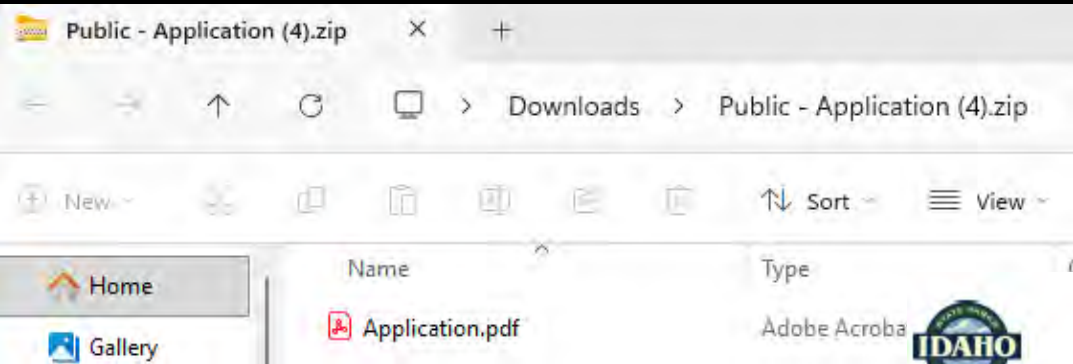 Public - Application (4).zip
Downloads > Public - Application (4).zip
New
Sort
View
Name
Type
Home
Application.pdf
Adobe Acroba
IDAHO
Gallery